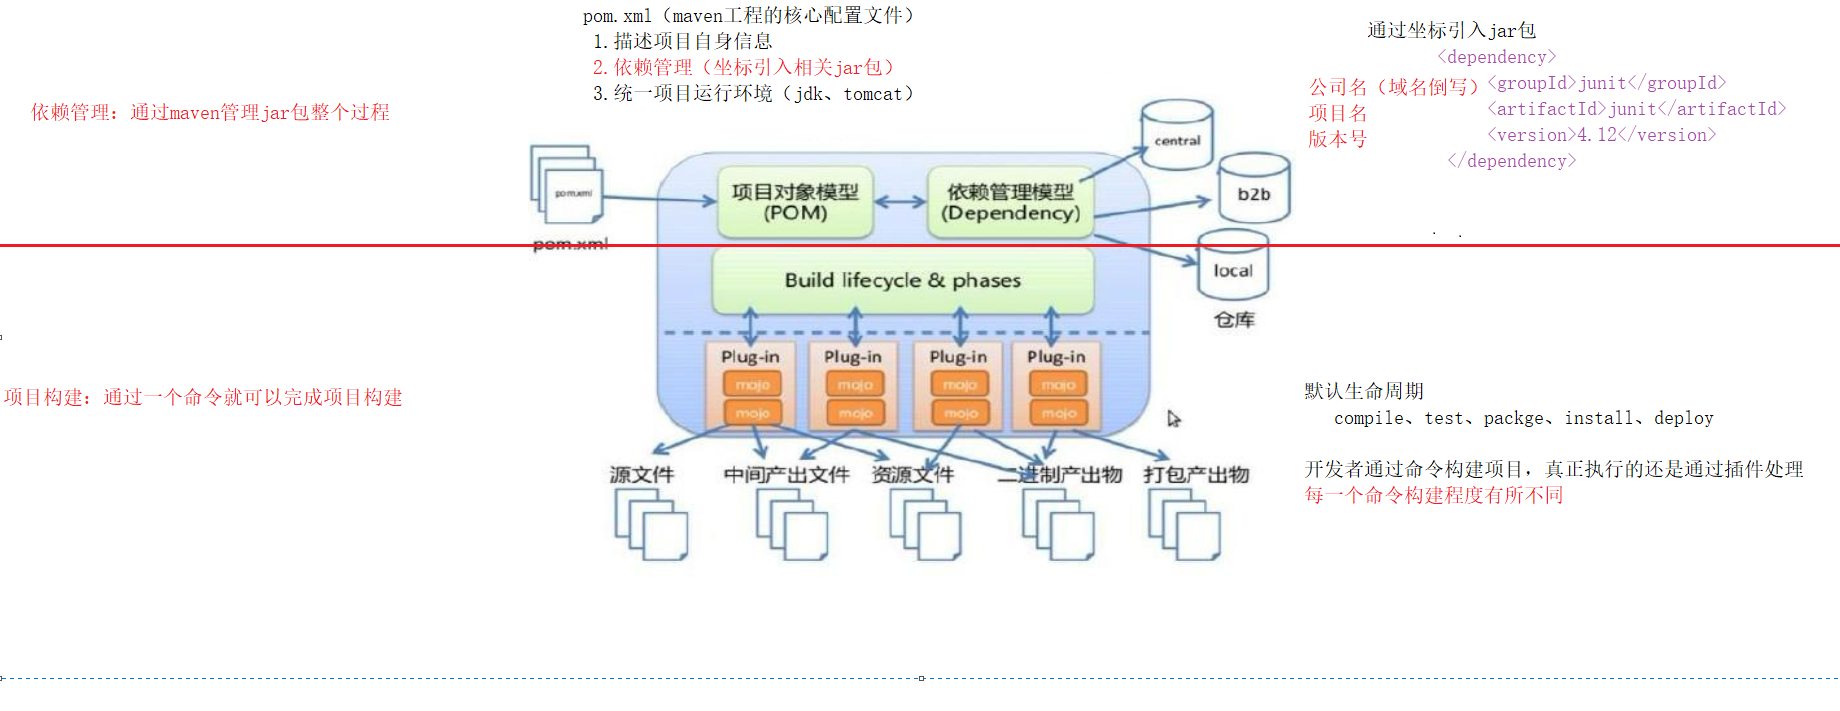 pom.xml（maven工程的核心配置文件）
1.描述项目自身信息
2.依赖管理（坐标引入相关jar包）
3.统一项目运行环境（jdk、tomcat）
通过坐标引入jar包
<dependency>
公司名（域名倒写）<groupId>junit</groupId>
项目名 <artifactId>junit</artifactId>
版本号 <version>4.12</version>
</dependency>
依赖管理：通过maven管理jar包整个过程
pom.xml
pom.xml
项目对象模型
(POM)
依赖管理模型
(Dependency)
central
b2b
local
仓库
Build lifecycle & phases
Plug-in
mojo
mojo
Plug-in
mojo
mojo
Plug-in
mojo
mojo
Plug-in
mojo
mojo
项目构建：通过一个命令就可以完成项目构建
默认生命周期
compile、test、packge、install、deploy
开发者通过命令构建项目，真正执行的还是通过插件处理
每一个命令构建程度有所不同
源文件
中间产出文件
资源文件
二进制产出物
打包产出物